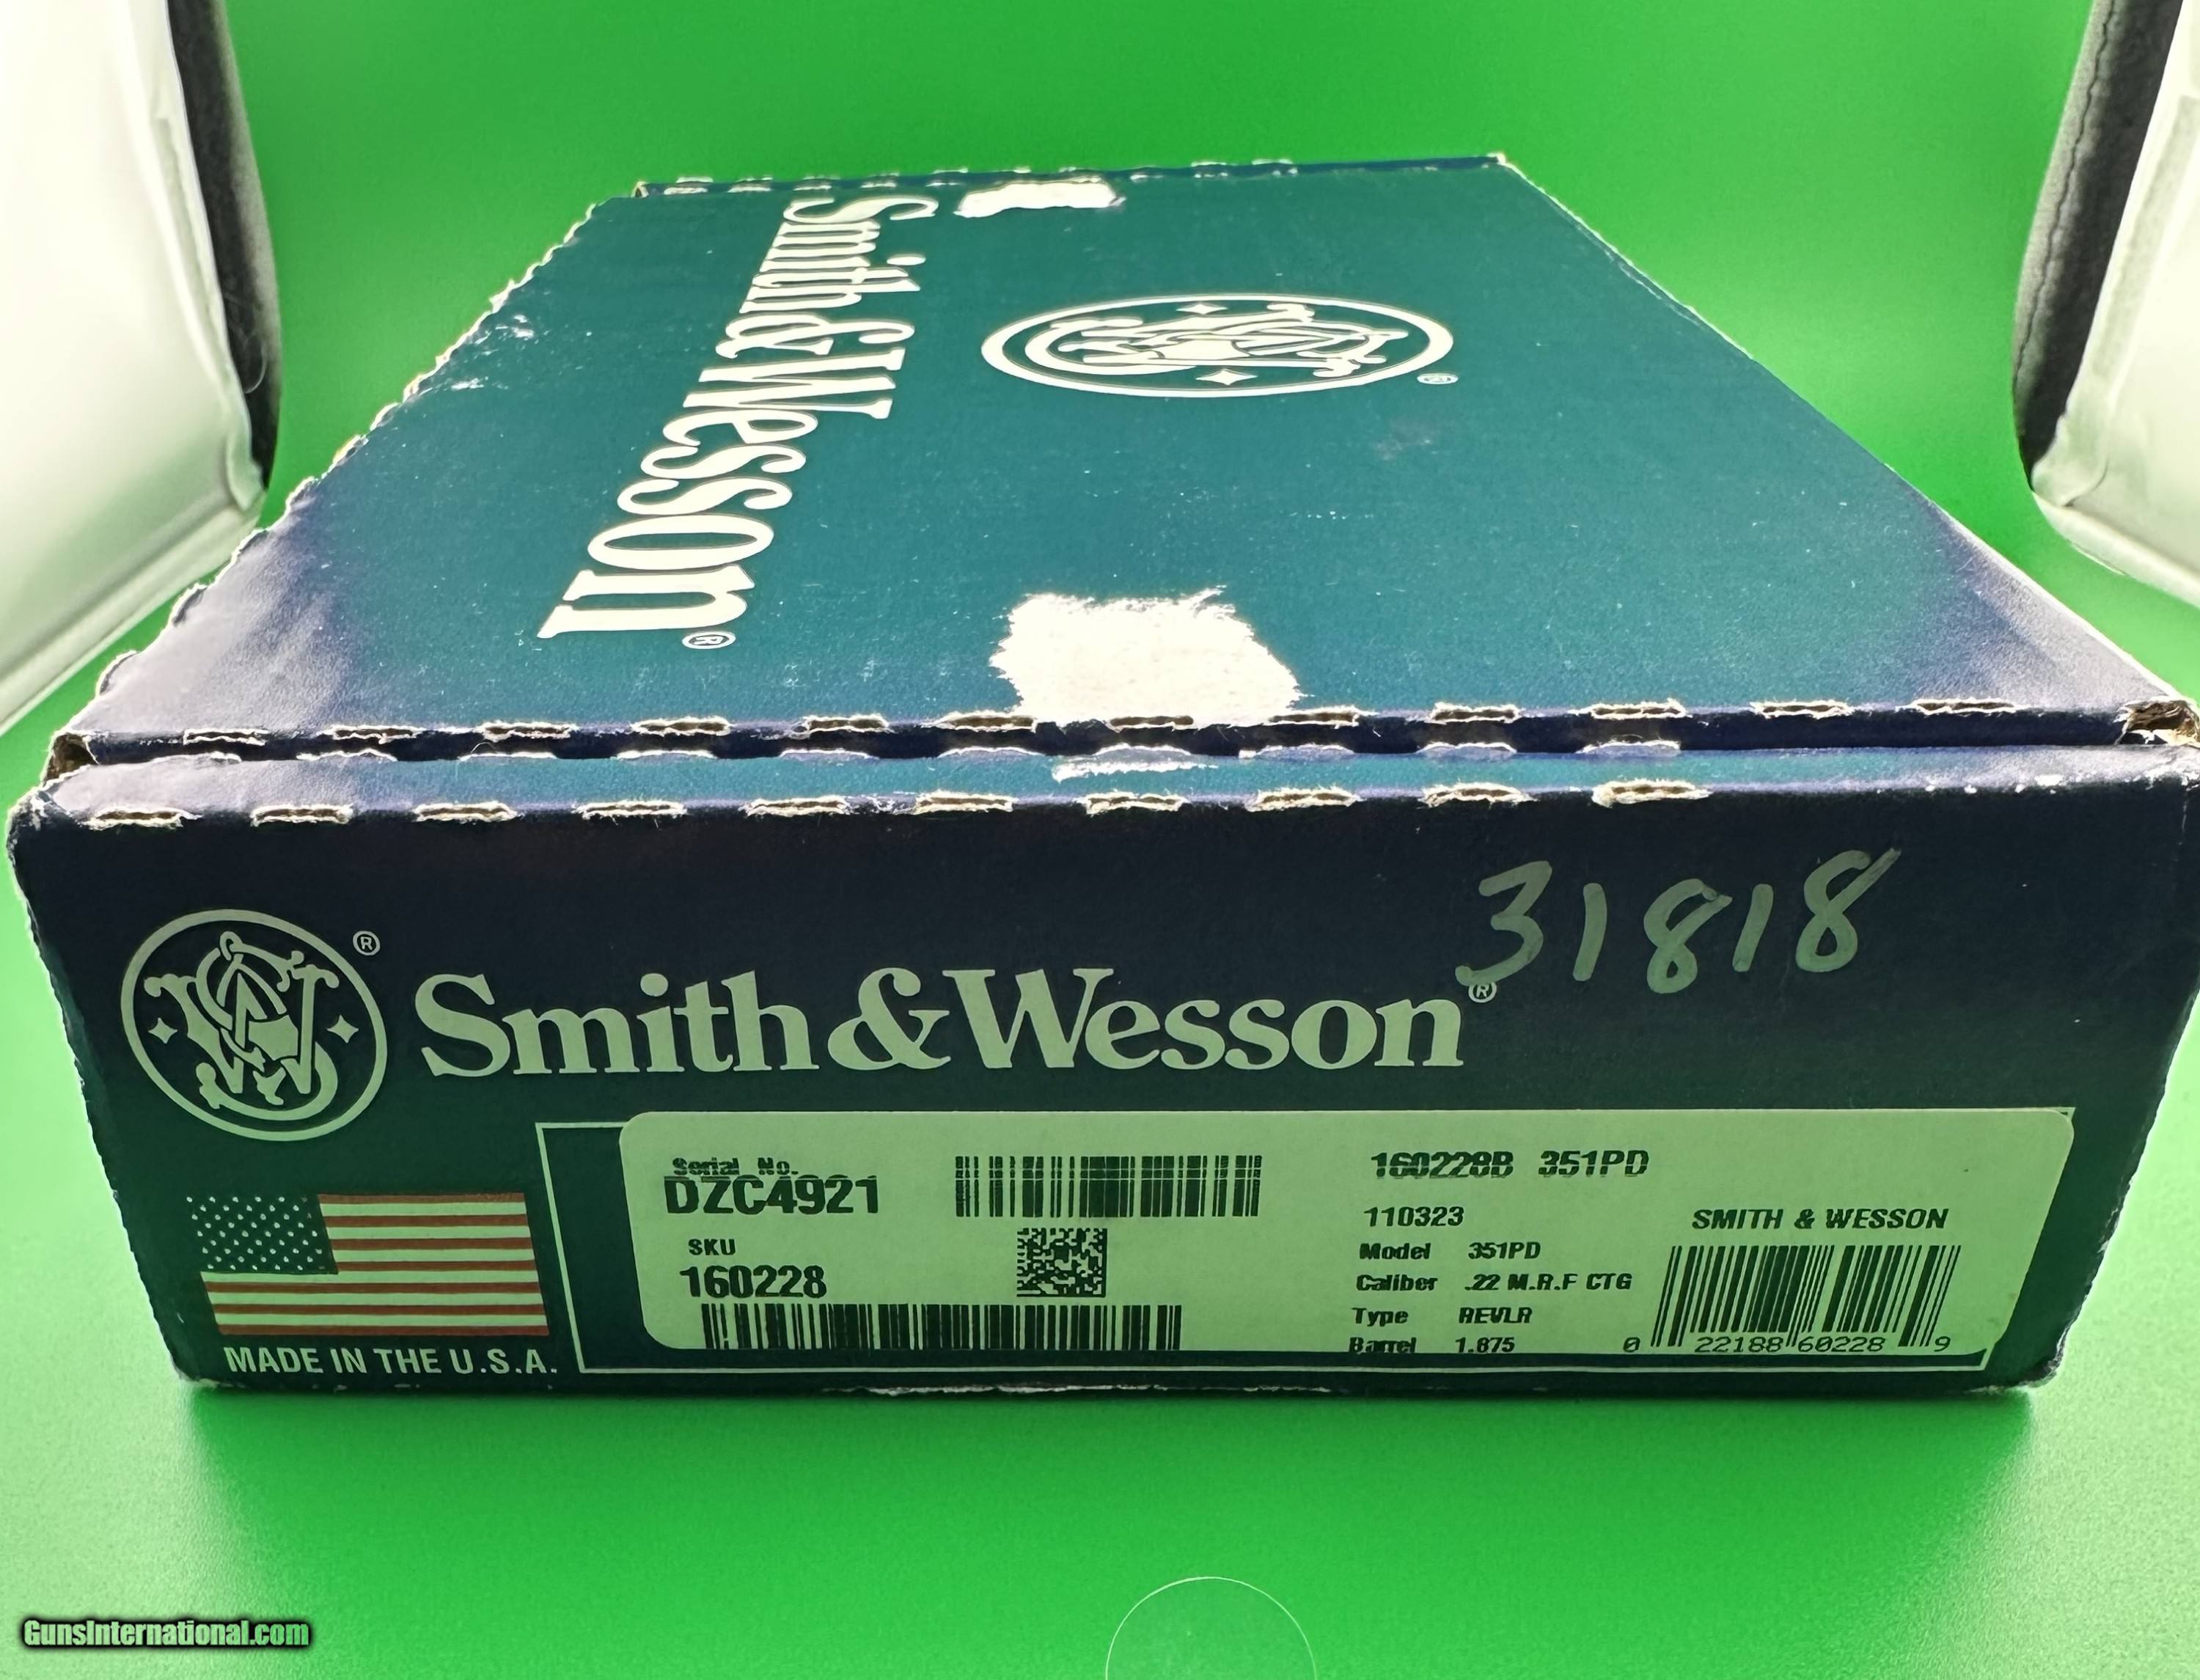 Smith & Wesson®
®
31818
® Smith & Wesson®
MADE IN THE U.S.A.
Serial No.
DZC4921
SKU
160228
160228B 351PD
110323
Model 351PD
Caliber .22 M.R.F CTG
Type REVLR
Barrel 1.875
SMITH & WESSON
0 22188 60228 9
GunsInternational.com